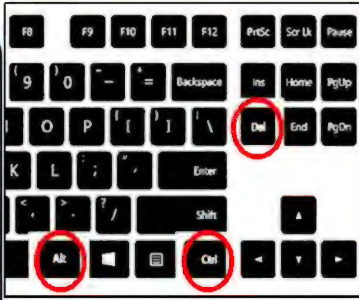 F8 F9 F10 F11 F12 PrtSc Scr Lk Pause
( 9 ) 0 - + = Backspace Ins Home PgUp
O P { [ } ] | \ Del End PgDn
K L : ; " ' Enter
< , > . ? / Shift
Alt Ctrl